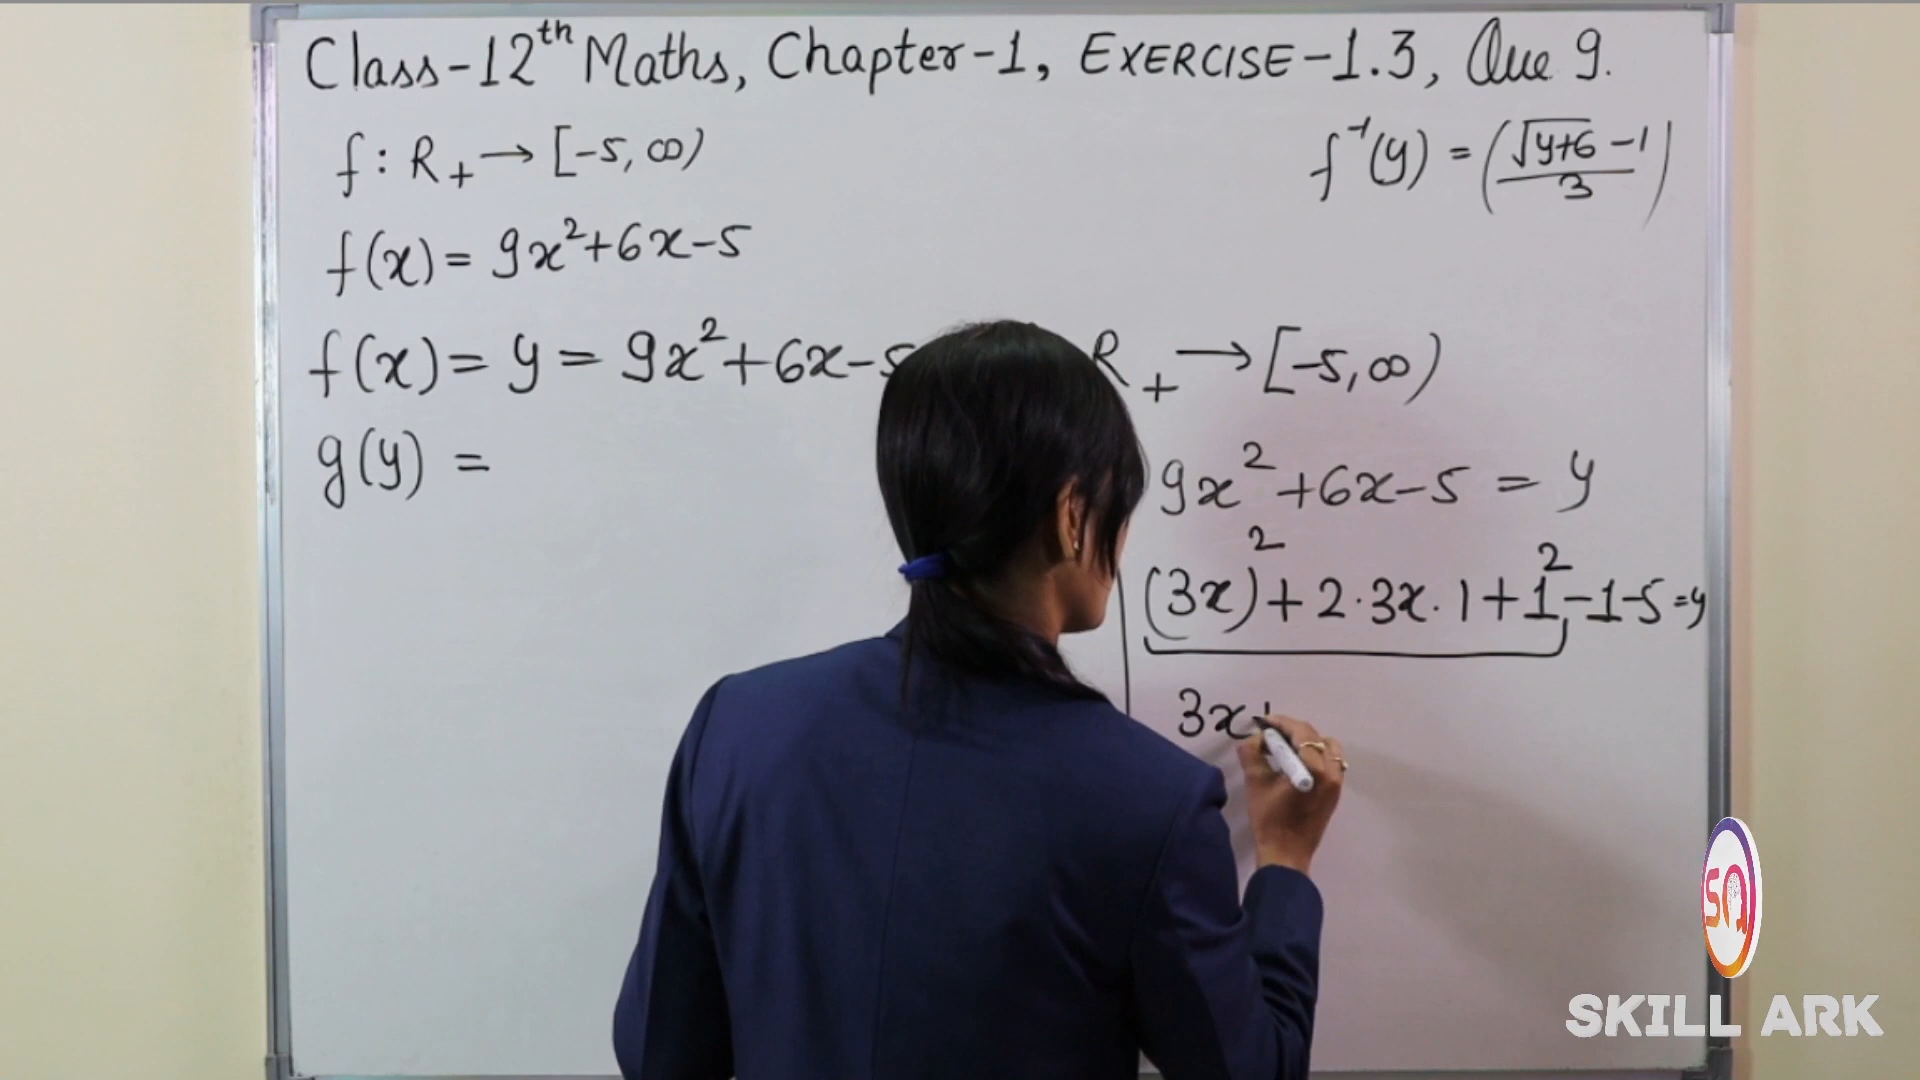 Class-12th Maths, Chapter-1, EXERCISE-1.3, Que 9.
f : R+ → [-5, ∞)
f⁻¹(y) = (√y+6 -1 / 3)
f(x) = 9x²+6x-5
f(x) = y = 9x²+6x-5 R+ → [-5, ∞)
g(y) =
9x²+6x-5 = y
(3x)²+2·3x·1+1²-1-5=y
3x+
SKILL ARK